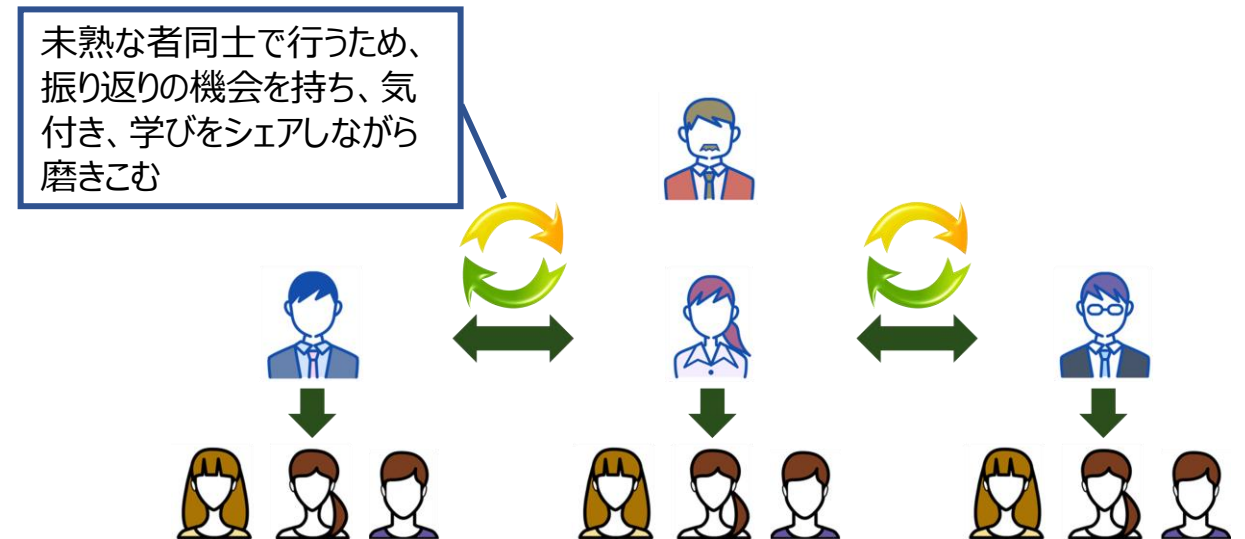 未熟な者同士で行うため、
振り返りの機会を持ち、気
付き、学びをシェアしながら
磨きこむ